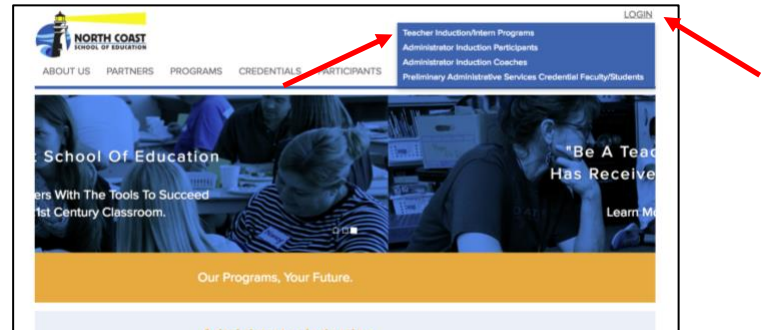 LOGIN
NORTH COAST
SCHOOL OF EDUCATION
Teacher Induction/Intern Programs
Administrator Induction Participants
Administrator Induction Coaches
Preliminary Administrative Services Credential Faculty/Students
ABOUT US PARTNERS PROGRAMS CREDENTIALS PARTICIPANTS
School Of Education
ers With The Tools To Succeed
1st Century Classroom.
"Be A Teac
Has Receive
Learn Mo
Our Programs, Your Future.